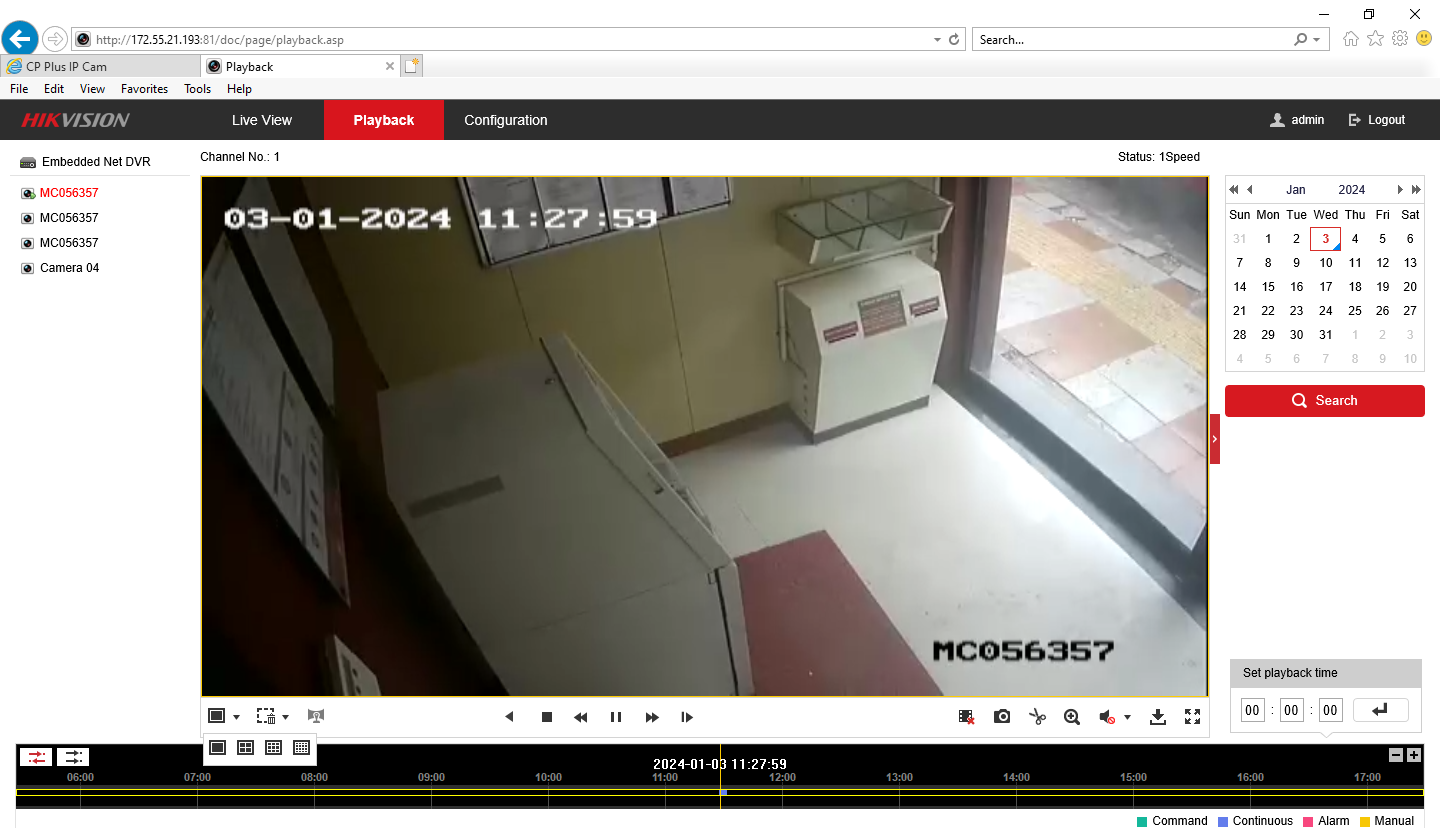 http://172.55.21.193:81/doc/page/playback.asp
Search...
CP Plus IP Cam
Playback
File Edit View Favorites Tools Help
HIKVISION
Live View
Playback
Configuration
admin
Logout
Embedded Net DVR
MC056357
MC056357
MC056357
Camera 04
Channel No.: 1
Status: 1Speed
03-01-2024 11:27:59
MC056357
Jan 2024
Sun Mon Tue Wed Thu Fri Sat
31 1 2 3 4 5 6
7 8 9 10 11 12 13
14 15 16 17 18 19 20
21 22 23 24 25 26 27
28 29 30 31 1 2 3
4 5 6 7 8 9 10
Search
Set playback time
00 : 00 : 00
2024-01-03 11:27:59
06:00 07:00 08:00 09:00 10:00 11:00 12:00 13:00 14:00 15:00 16:00 17:00
Command Continuous Alarm Manual